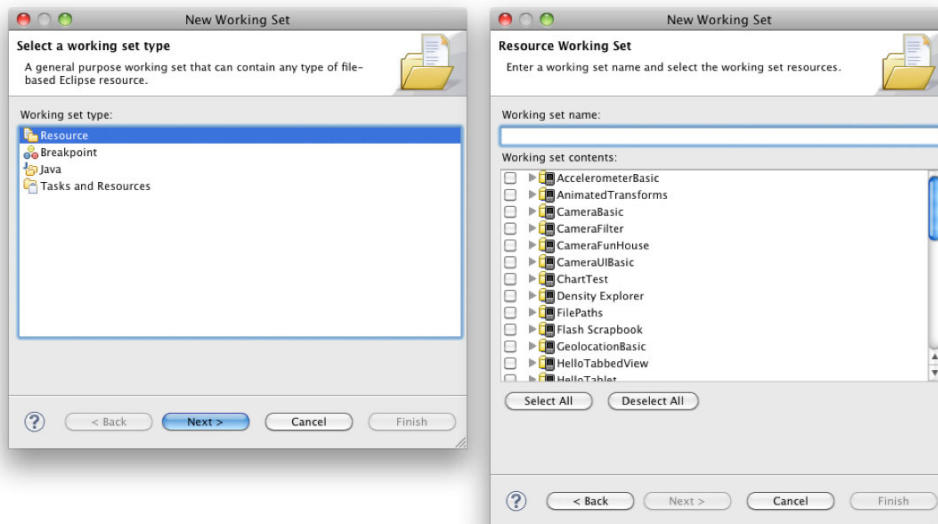 New Working Set
Select a working set type
A general purpose working set that can contain any type of file-
based Eclipse resource.
Working set type:
Resource
Breakpoint
Java
Tasks and Resources
?
< Back
Next >
Cancel
Finish
New Working Set
Resource Working Set
Enter a working set name and select the working set resources.
Working set name:
Working set contents:
AccelerometerBasic
AnimatedTransforms
CameraBasic
CameraFilter
CameraFunHouse
CameraUIBasic
ChartTest
Density Explorer
FilePaths
Flash Scrapbook
GeolocationBasic
HelloTabbedView
HelloTablet
Select All
Deselect All
?
< Back
Next >
Cancel
Finish